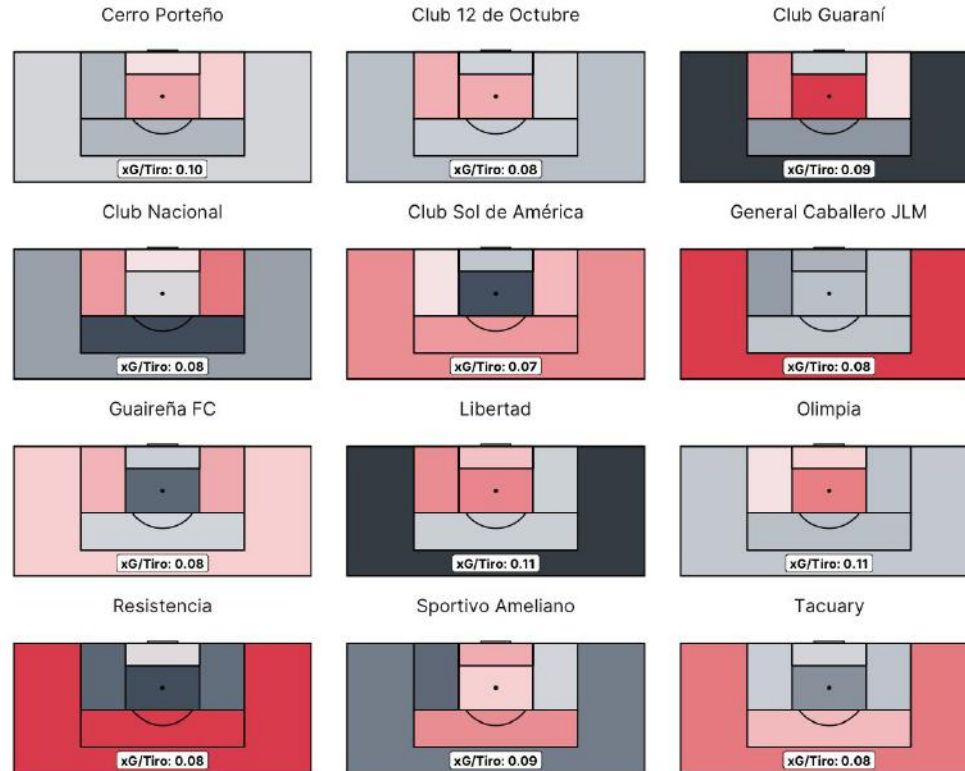 Cerro Porteño
Club 12 de Octubre
Club Guaraní
xG/Tiro: 0.10
xG/Tiro: 0.08
xG/Tiro: 0.09
Club Nacional
Club Sol de América
General Caballero JLM
xG/Tiro: 0.08
xG/Tiro: 0.07
xG/Tiro: 0.08
Guaireña FC
Libertad
Olimpia
xG/Tiro: 0.08
xG/Tiro: 0.11
xG/Tiro: 0.11
Resistencia
Sportivo Ameliano
Tacuary
xG/Tiro: 0.08
xG/Tiro: 0.09
xG/Tiro: 0.08